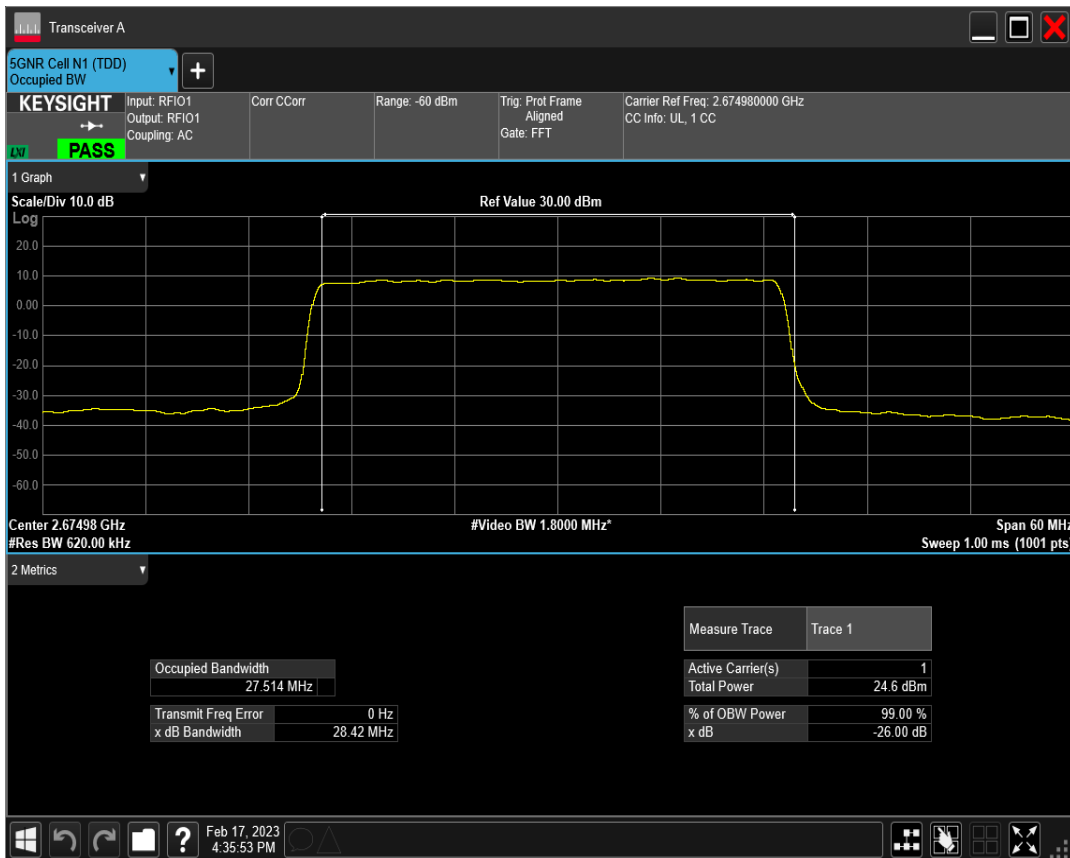 Transceiver A
5GNR Cell N1 (TDD)
Occupied BW
+
KEYSIGHT
LXI
PASS
Input: RFIO1
Output: RFIO1
Coupling: AC
Corr CCorr
Range: -60 dBm
Trig: Prot Frame
Aligned
Gate: FFT
Carrier Ref Freq: 2.674980000 GHz
CC Info: UL, 1 CC
1 Graph
Scale/Div 10.0 dB
Ref Value 30.00 dBm
Log
20.0
10.0
0.00
-10.0
-20.0
-30.0
-40.0
-50.0
-60.0
Center 2.67498 GHz
#Video BW 1.8000 MHz*
Span 60 MHz
#Res BW 620.00 kHz
Sweep 1.00 ms (1001 pts)
2 Metrics
Measure Trace Trace 1
Occupied Bandwidth
27.514 MHz
Active Carrier(s) 1
Total Power 24.6 dBm
Transmit Freq Error 0 Hz
x dB Bandwidth 28.42 MHz
% of OBW Power 99.00 %
x dB -26.00 dB
?
Feb 17, 2023
4:35:53 PM